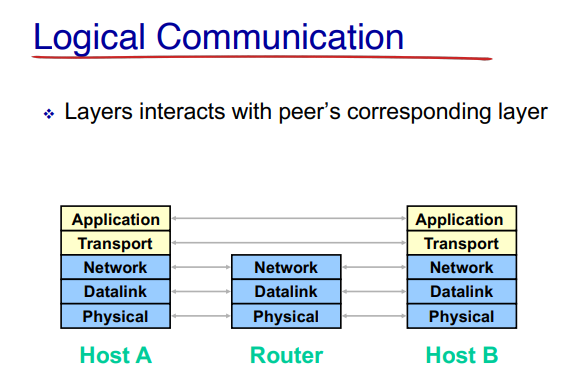 Logical Communication
Layers interacts with peer's corresponding layer
Application Application
Transport Transport
Network Network Network
Datalink Datalink Datalink
Physical Physical Physical
Host A Router Host B